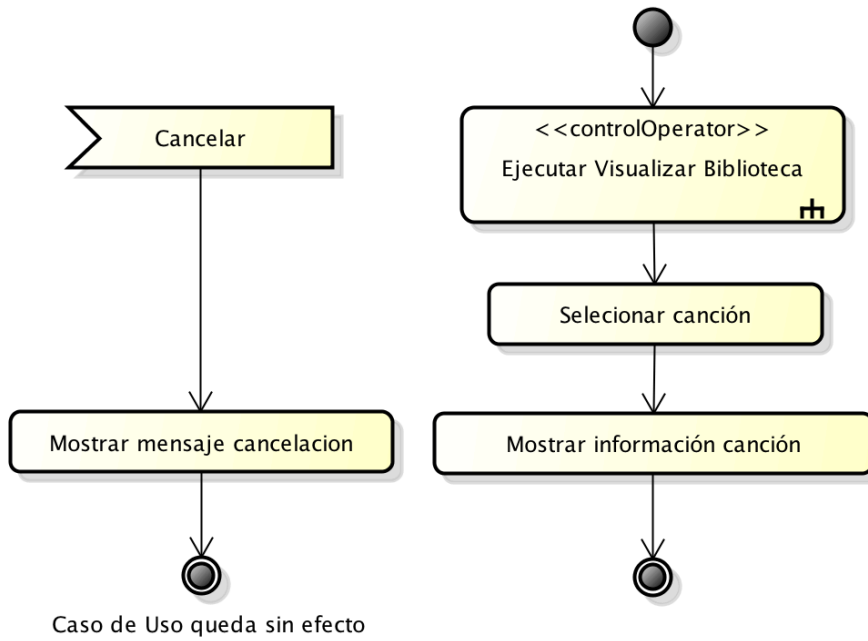 Cancelar
Mostrar mensaje cancelacion
Caso de Uso queda sin efecto
<<controlOperator>>
Ejecutar Visualizar Biblioteca
Selecionar canción
Mostrar información canción